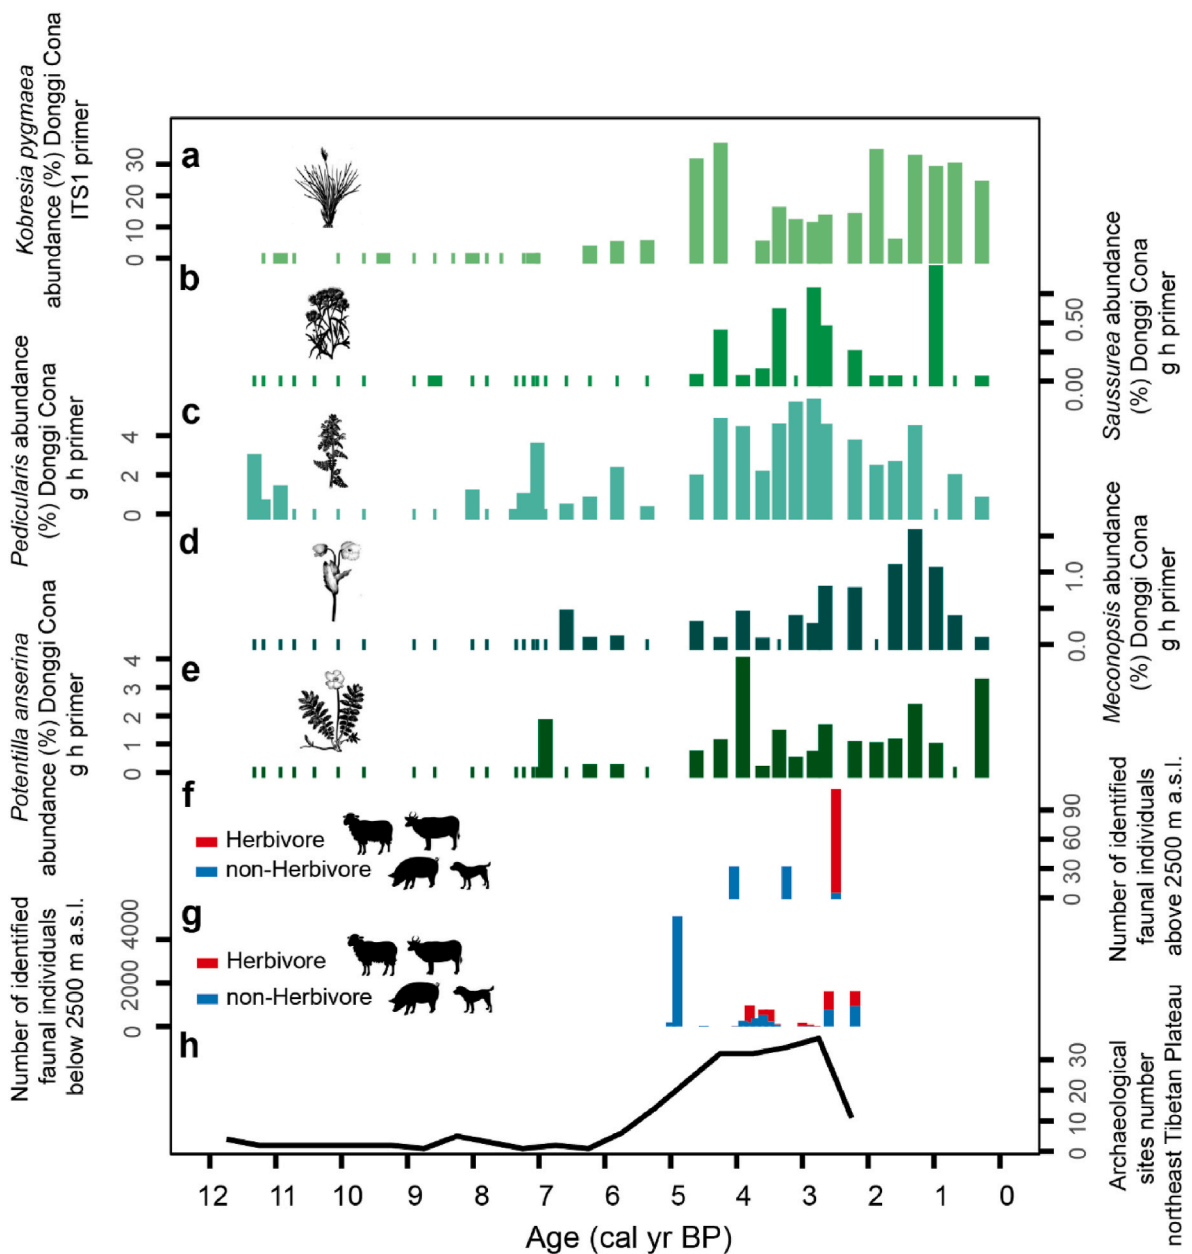 Kobresia pygmaea
abundance (%) Donggi Cona
ITS1 primer
0 10 20 30
a
b
Saussurea abundance
(%) Donggi Cona
g h primer
0.00 0.50
Pedicularis abundance
(%) Donggi Cona
g h primer
0 2 4
c
d
Meconopsis abundance
(%) Donggi Cona
g h primer
0.0 1.0
Potentilla anserina
abundance (%) Donggi Cona
g h primer
0 1 2 3 4
e
f
Herbivore
non-Herbivore
Number of identified
faunal individuals
above 2500 m a.s.l.
0 30 60 90
Number of identified
faunal individuals
below 2500 m a.s.l.
0 2000 4000
g
Herbivore
non-Herbivore
h
Archaeological
sites number
northeast Tibetan Plateau
0 10 20 30
12 11 10 9 8 7 6 5 4 3 2 1 0
Age (cal yr BP)